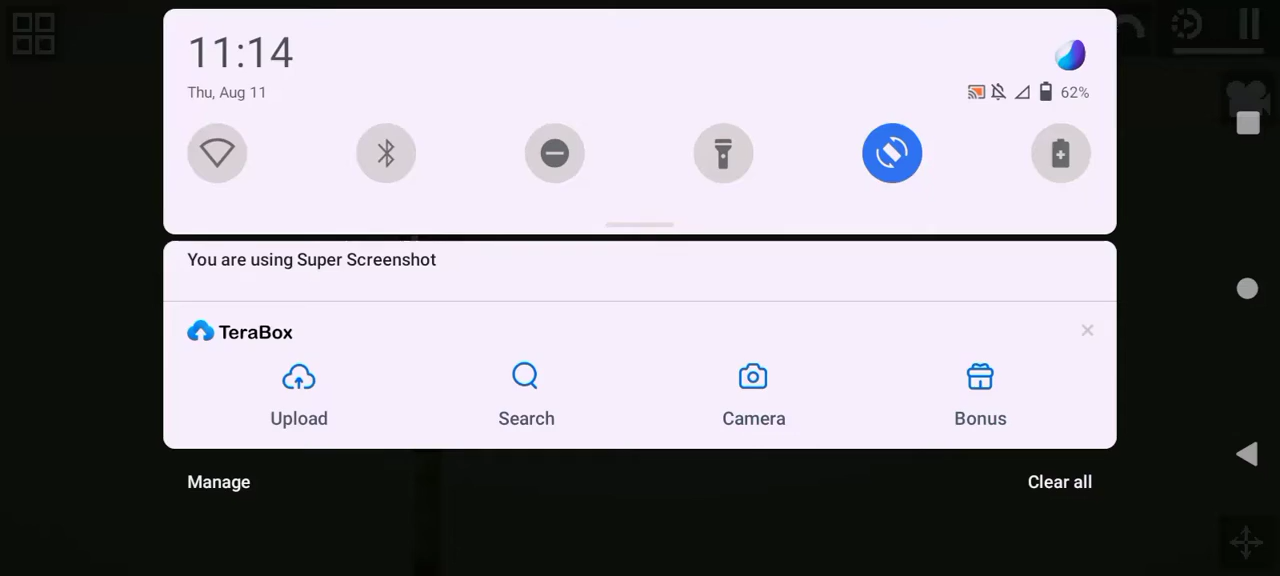 11:14
Thu, Aug 11
62%
You are using Super Screenshot
TeraBox
Upload
Search
Camera
Bonus
Manage
Clear all